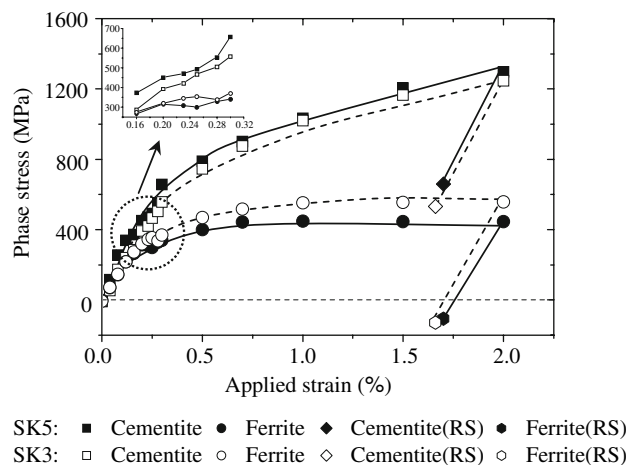 700
600
500
400
300
0.16 0.20 0.24 0.28 0.32
1600
1200
800
400
0
Phase stress (MPa)
0.0 0.5 1.0 1.5 2.0
Applied strain (%)
SK5: Cementite Ferrite Cementite(RS) Ferrite(RS)
SK3: Cementite Ferrite Cementite(RS) Ferrite(RS)